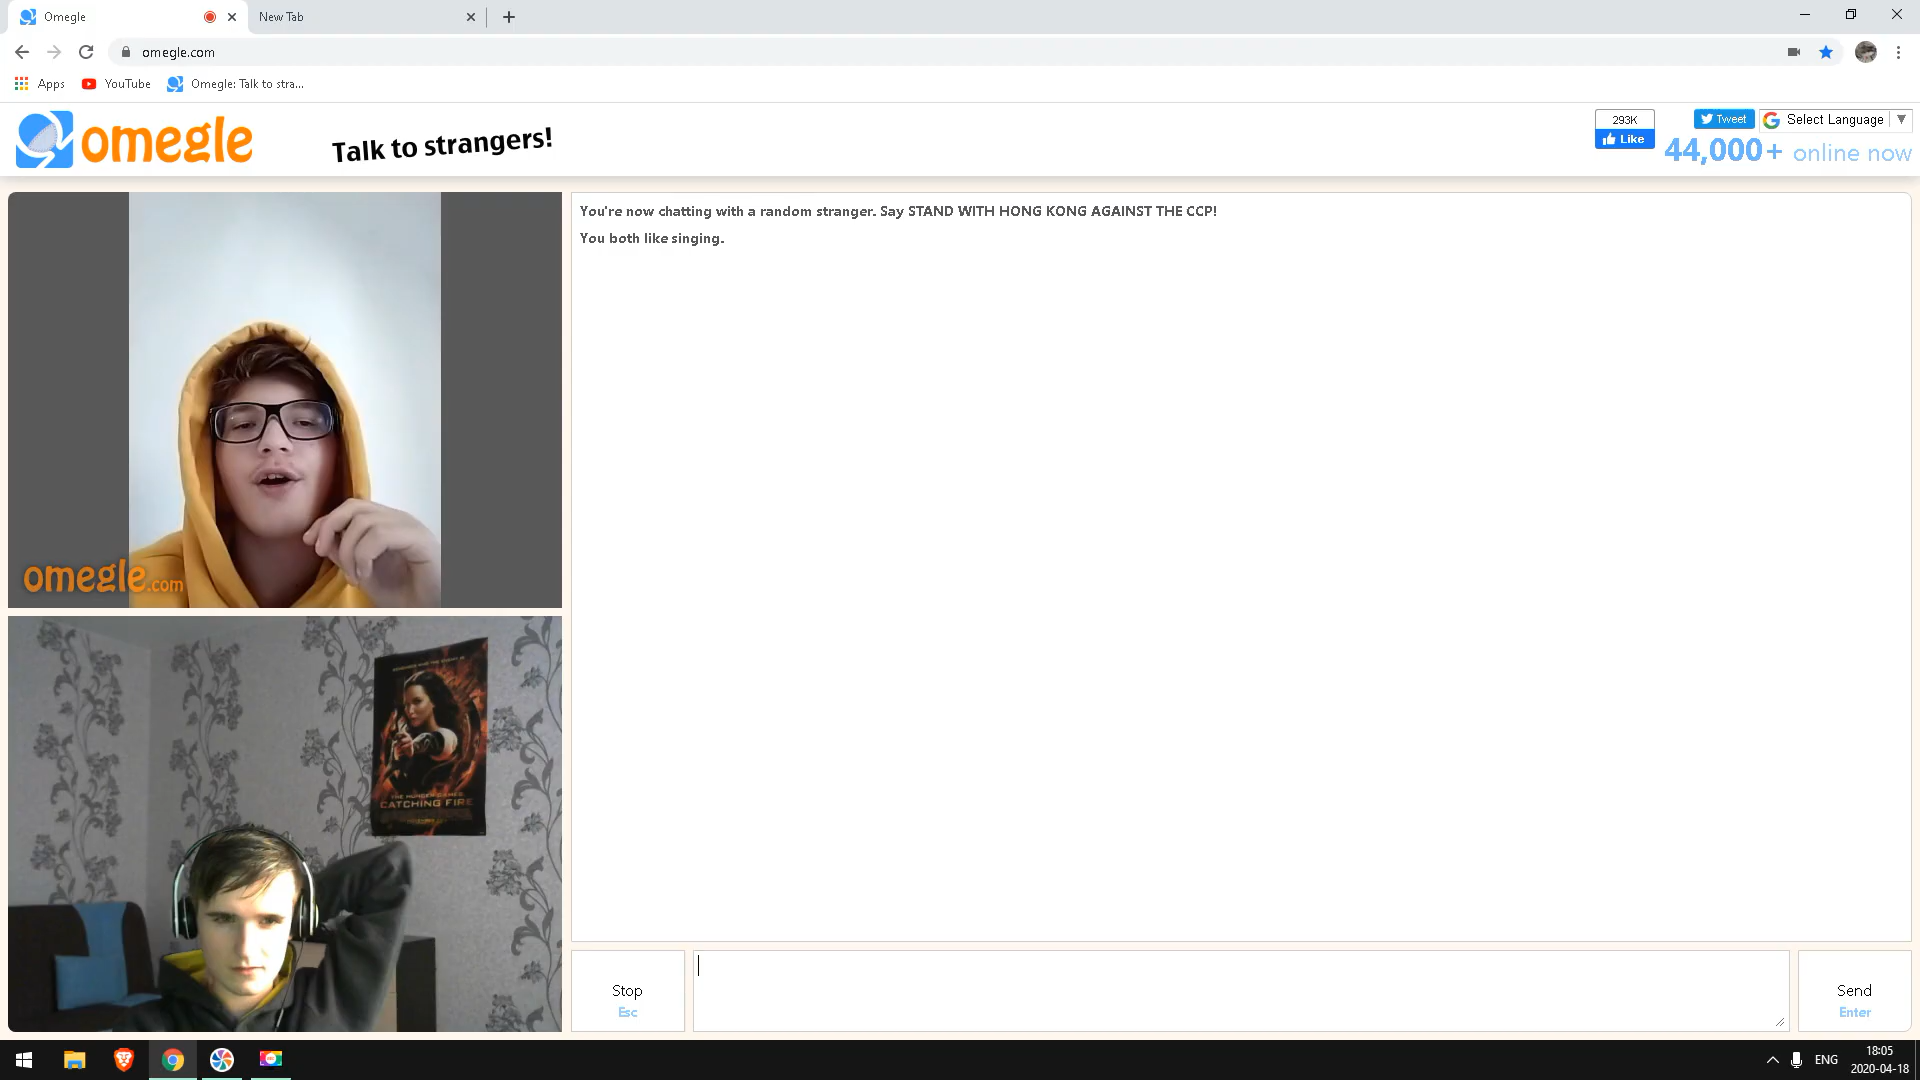 Omegle
New Tab
omegle.com
Apps
YouTube
Omegle: Talk to stra...
omegle
Talk to strangers!
293K
Like
Tweet
Select Language
44,000+ online now
You're now chatting with a random stranger. Say STAND WITH HONG KONG AGAINST THE CCP!
You both like singing.
omegle.com
THE HUNGER GAMES
CATCHING FIRE
Stop
Esc
Send
Enter
ENG
18:05
2020-04-18